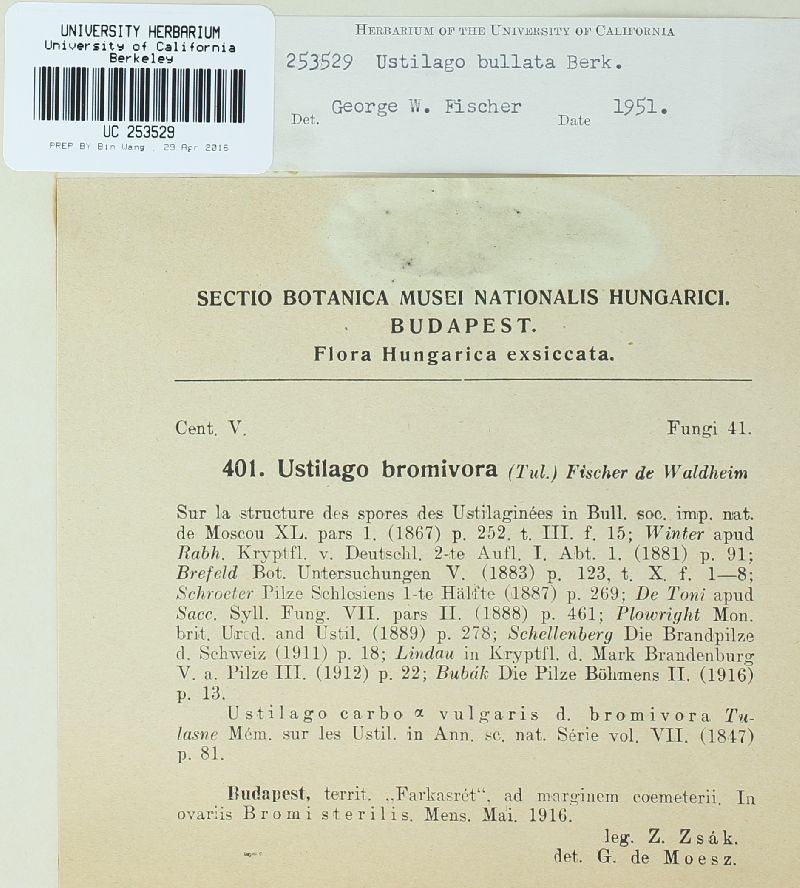 UNIVERSITY HERBARIUM
University of California
Berkeley
UC 253529
PREP BY Bin Wang , 29 Apr 2016
HERBARIUM OF THE UNIVERSITY OF CALIFORNIA
253529 Ustilago bullata Berk.
Det. George W. Fischer Date 1951.
SECTIO BOTANICA MUSEI NATIONALIS HUNGARICI.
BUDAPEST.
Flora Hungarica exsiccata.
Cent. V. Fungi 41.
401. Ustilago bromivora (Tul.) Fischer de Waldheim
Sur la structure des spores des Ustilaginées in Bull. soc. imp. nat.
de Moscou XL. pars 1. (1867) p. 252. t. III. f. 15; Winter apud
Rabh. Kryptfl. v. Deutschl. 2-te Aufl. I. Abt. 1. (1881) p. 91;
Brefeld Bot. Untersuchungen V. (1883) p. 123, t. X. f. 1—8;
Schroeter Pilze Schlesiens 1-te Hälfte (1887) p. 269; De Toni apud
Sacc. Syll. Fung. VII. pars II. (1888) p. 461; Plowright Mon.
brit. Ured. and Ustil. (1889) p. 278; Schellenberg Die Brandpilze
d. Schweiz (1911) p. 18; Lindau in Kryptfl. d. Mark Brandenburg
V. a. Pilze III. (1912) p. 22; Bubák Die Pilze Böhmens II. (1916)
p. 13.
Ustilago carbo α vulgaris d. bromivora Tu-
lasne Mém. sur les Ustil. in Ann. sc. nat. Série vol. VII. (1847)
p. 81.
Budapest, territ. „Farkasrét“, ad marginem coemeterii. In
ovariis Bromi sterilis. Mens. Mai. 1916.
leg. Z. Zsák.
det. G. de Moesz.